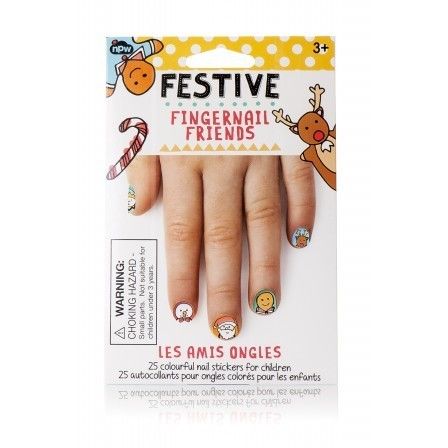 npw
3+
FESTIVE
FINGERNAIL
FRIENDS
WARNING:
CHOKING HAZARD -
Small parts. Not suitable for
children under 3 years.
LES AMIS ONGLES
25 colourful nail stickers for children
25 autocollants pour ongles colorés pour les enfants